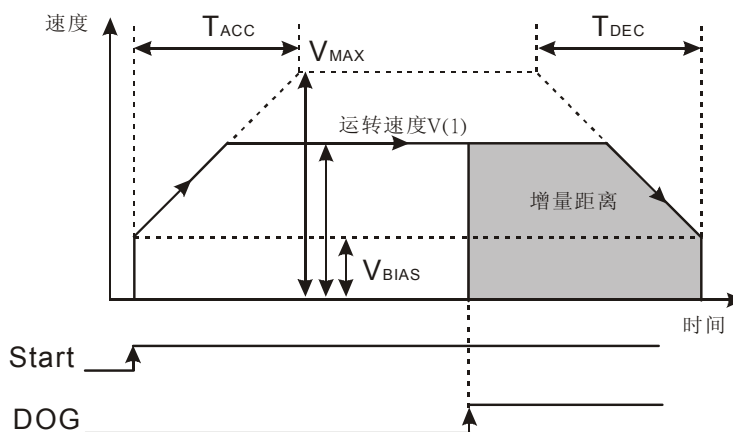 速度
TACC
TDEC
VMAX
运转速度V(1)
增量距离
VBIAS
时间
Start
DOG